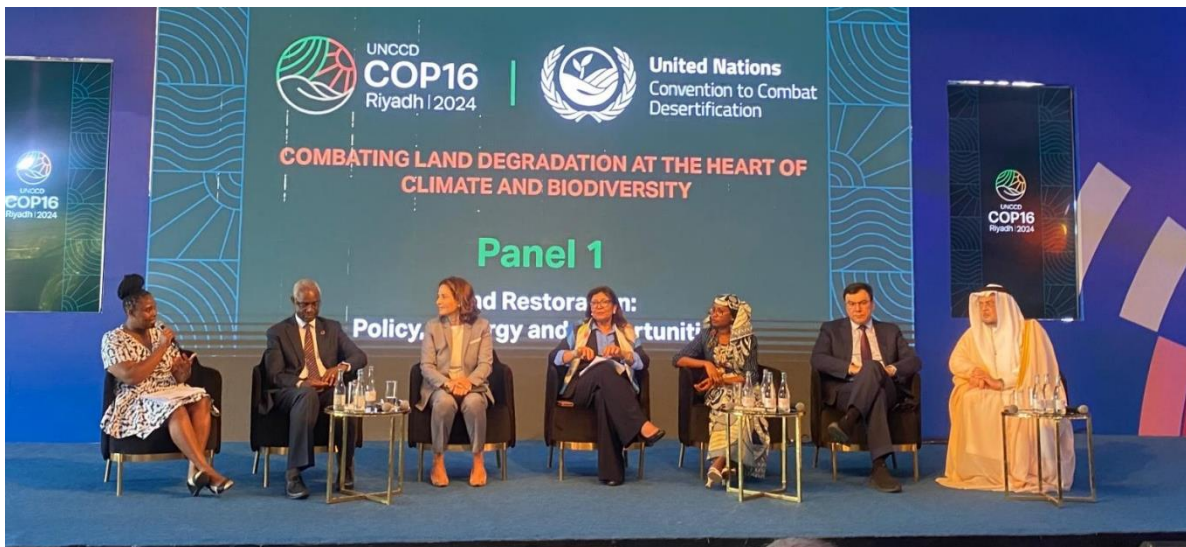 UNCCD
COP16
Riyadh | 2024
United Nations
Convention to Combat
Desertification
COMBATING LAND DEGRADATION AT THE HEART OF
CLIMATE AND BIODIVERSITY
Panel 1
UNCCD
COP16
Riyadh | 2024
UNCCD
COP16
Riyadh | 2024